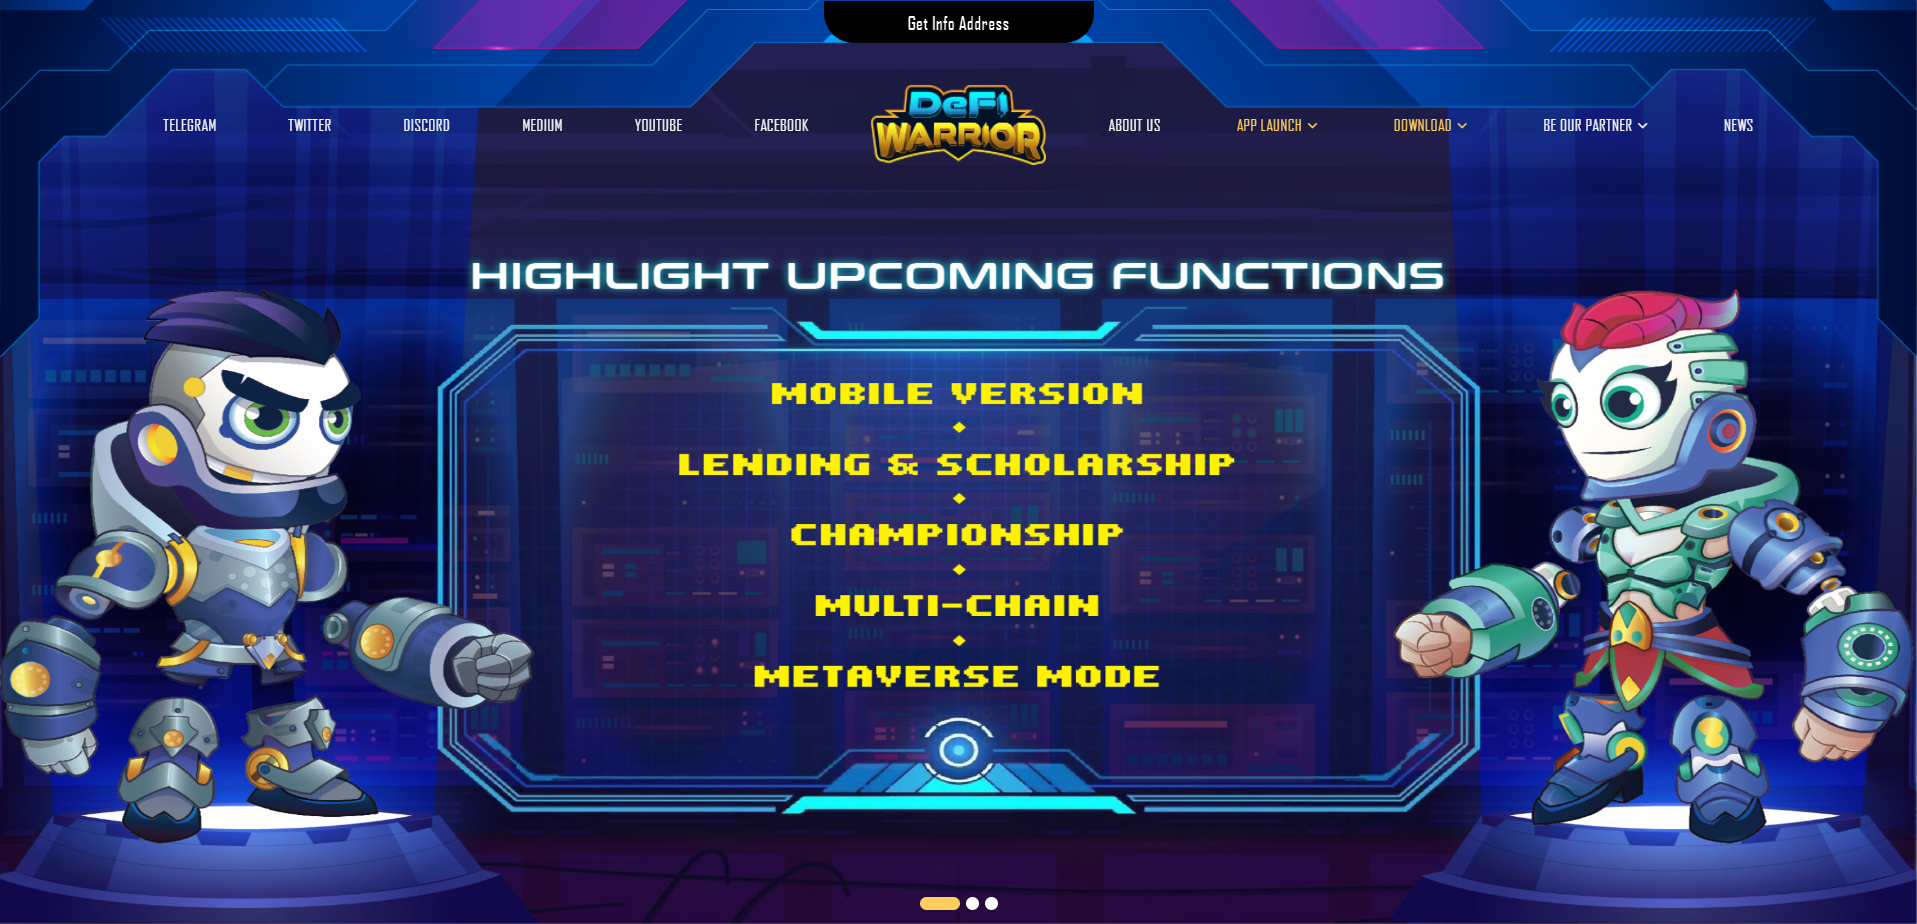 Get Info Address
TELEGRAM TWITTER DISCORD MEDIUM YOUTUBE FACEBOOK DeFi WARRIOR ABOUT US APP LAUNCH DOWNLOAD BE OUR PARTNER NEWS
HIGHLIGHT UPCOMING FUNCTIONS
MOBILE VERSION
LENDING & SCHOLARSHIP
CHAMPIONSHIP
MULTI-CHAIN
METAVERSE MODE